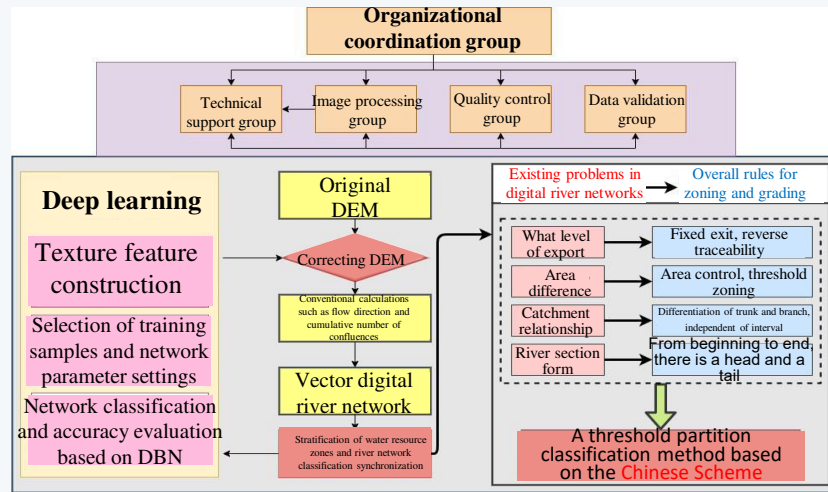 Organizational
coordination group
Technical
support group
Image processing
group
Quality control
group
Data validation
group
Deep learning
Texture feature
construction
Selection of training
samples and network
parameter settings
Network classification
and accuracy evaluation
based on DBN
Original
DEM
Correcting DEM
Conventional calculations
such as flow direction and
cumulative number of
confluences
Vector digital
river network
Stratification of water resource
zones and river network
classification synchronization
Existing problems in
digital river networks
Overall rules for
zoning and grading
What level
of export
Fixed exit, reverse
traceability
Area
difference
Area control, threshold
zoning
Catchment
relationship
Differentiation of trunk and branch,
independent of interval
River section
form
From beginning to end,
there is a head and a
tail
A threshold partition
classification method based
on the Chinese Scheme